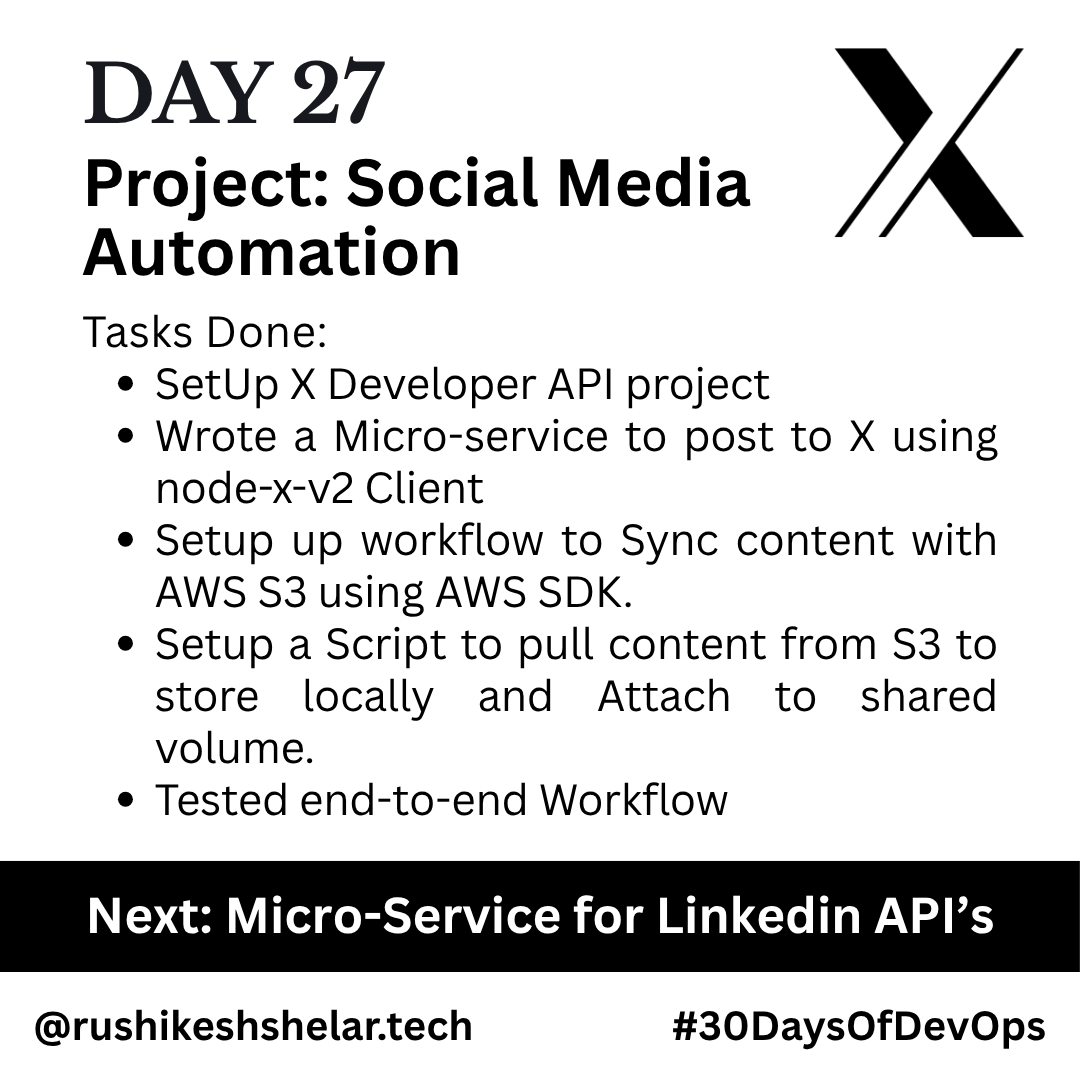 DAY 27
Project: Social Media
Automation
Tasks Done:
• SetUp X Developer API project
• Wrote a Micro-service to post to X using
node-x-v2 Client
• Setup up workflow to Sync content with
AWS S3 using AWS SDK.
• Setup a Script to pull content from S3 to
store locally and Attach to shared
volume.
• Tested end-to-end Workflow
Next: Micro-Service for Linkedin API’s
@rushikeshshelar.tech
#30DaysOfDevOps